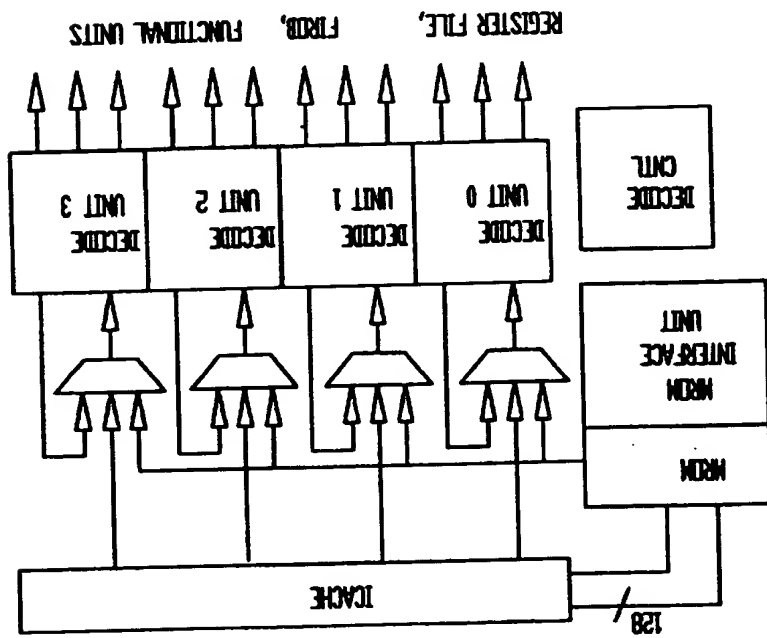 128
ICACHE
MROM
MROM
INTERFACE
UNIT
DECODE
UNIT 0
DECODE
UNIT 1
DECODE
UNIT 2
DECODE
UNIT 3
DECODE
CNTL
REGISTER FILE, FIROB, FUNCTIONAL UNITS